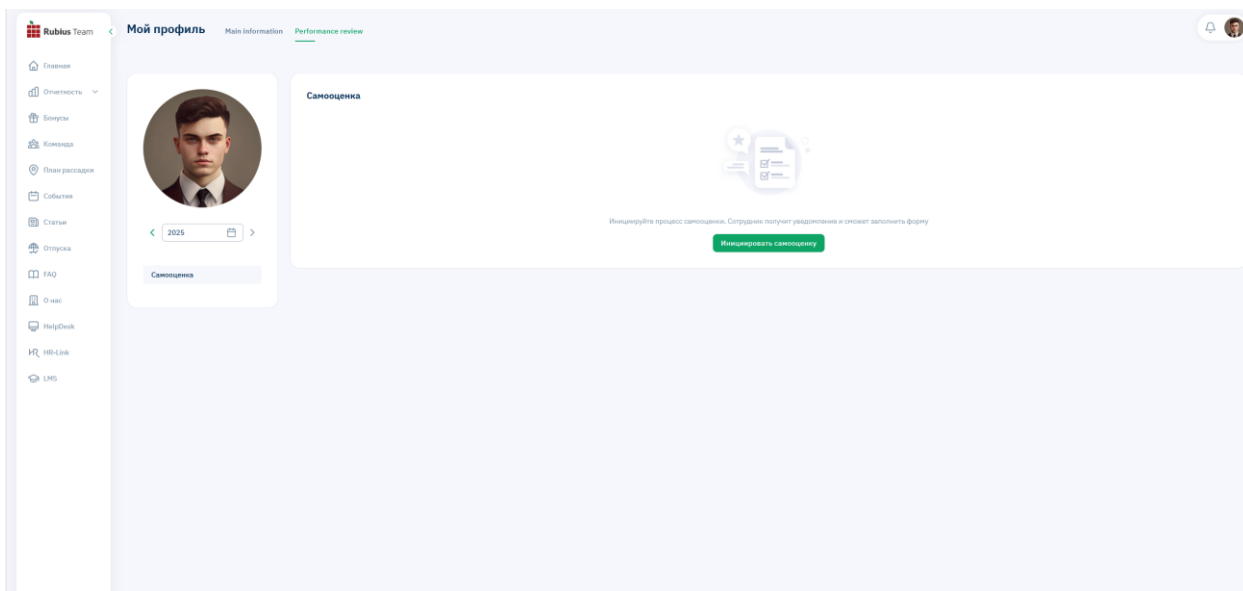 Rubius Team
Мой профиль
Main information
Performance review
Главная
Отчетность
Бонусы
Команда
План рассадки
События
Статьи
Отпуска
FAQ
О нас
HelpDesk
HR-Link
LMS
2025
Самооценка
Самооценка
Инициируйте процесс самооценки. Сотрудник получит уведомления и сможет заполнить форму
Инициировать самооценку